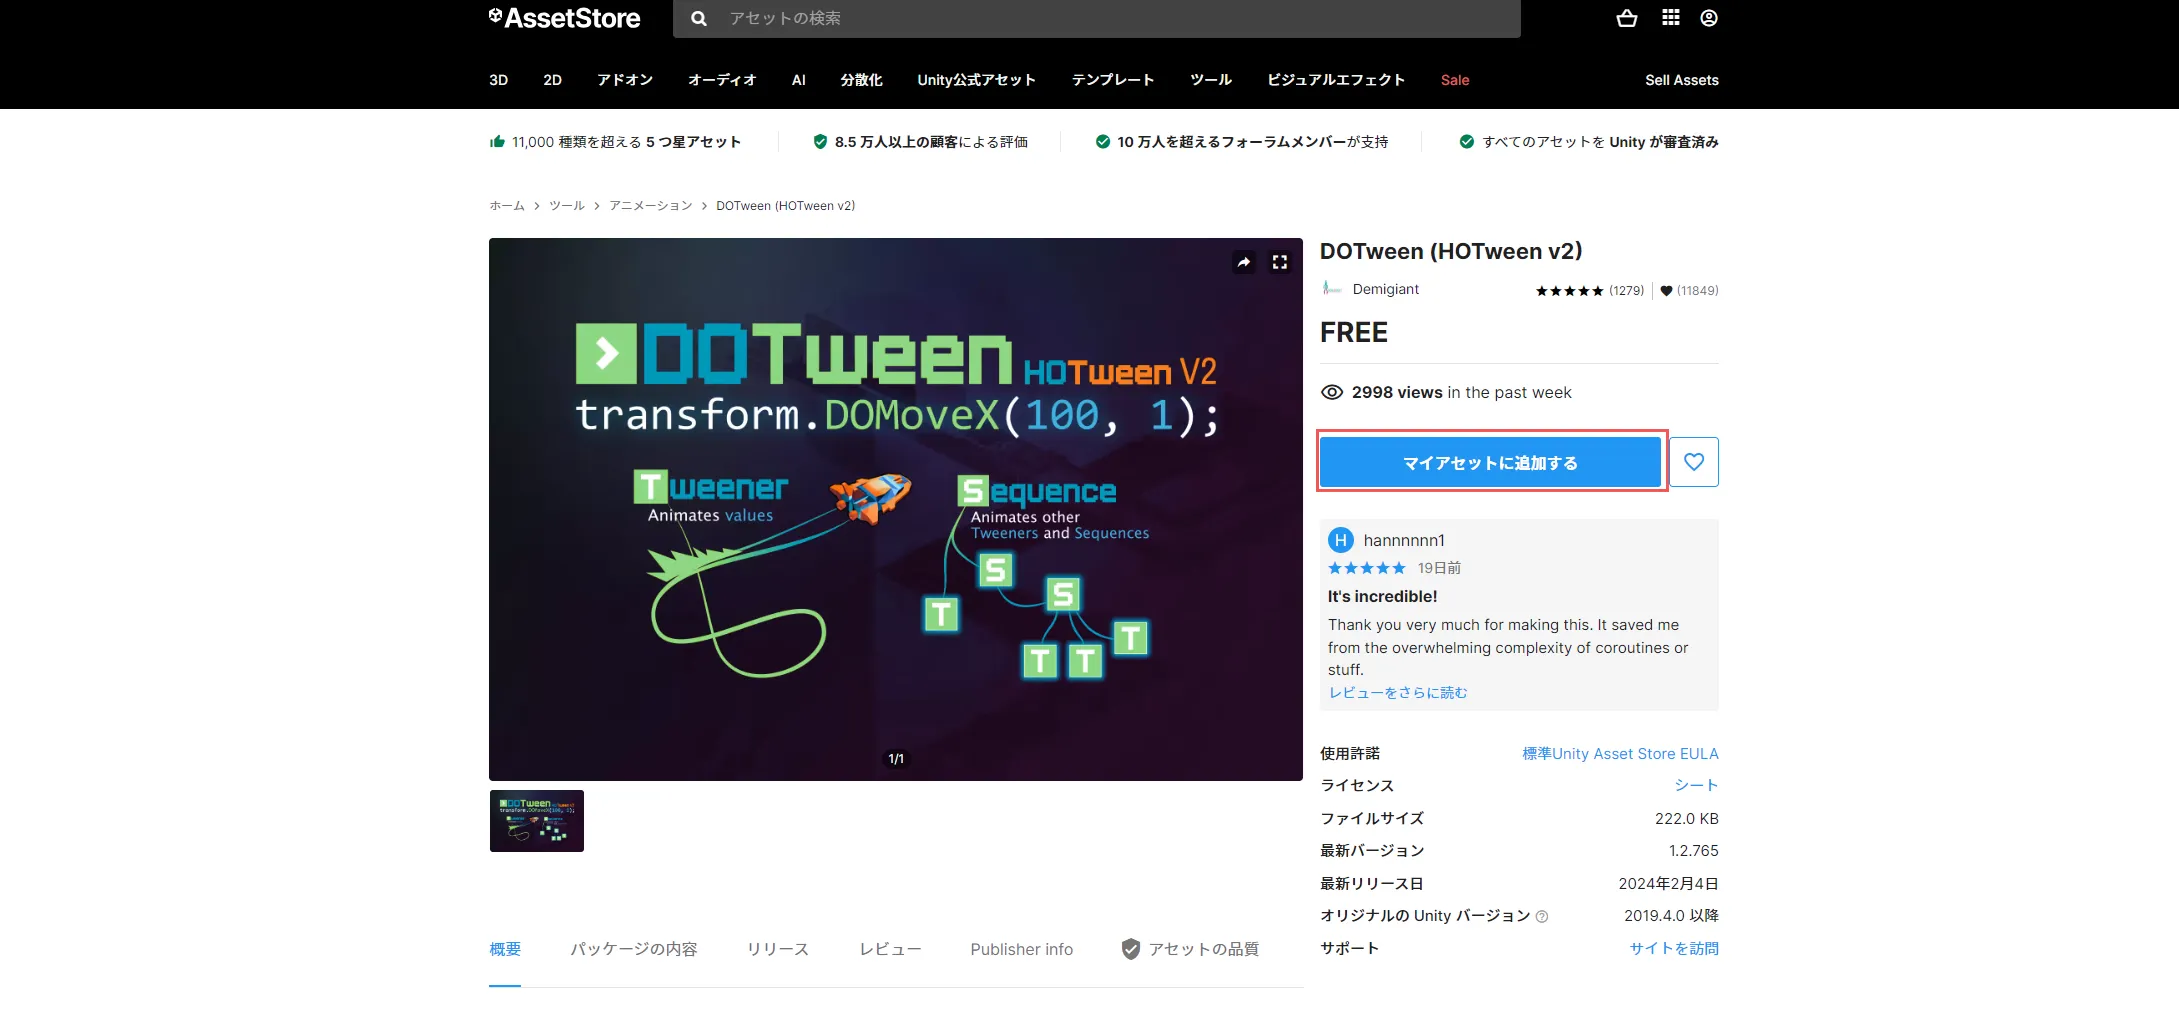 AssetStore
アセットの検索
3D 2D アドオン オーディオ AI 分散化 Unity公式アセット テンプレート ツール ビジュアルエフェクト Sale Sell Assets
11,000 種類を超える 5 つ星アセット 8.5 万人以上の顧客による評価 10 万人を超えるフォーラムメンバーが支持 すべてのアセットを Unity が審査済み
ホーム > ツール > アニメーション > DOTween (HOTween v2)
DOTween HOTween V2
transform.DOMoveX(100, 1);
Tweener
Animates values
Sequence
Animates other
Tweeners and Sequences
S
S
T
T
T T
1/1
DOTween HOTween V2
transform.DOMoveX(100, 1);
DOTween (HOTween v2)
Demigiant ★★★★★ (1279) (11849)
FREE
2998 views in the past week
マイアセットに追加する
H hannnnnn1
★★★★★ 19日前
It's incredible!
Thank you very much for making this. It saved me
from the overwhelming complexity of coroutines or
stuff.
レビューをさらに読む
使用許諾 標準Unity Asset Store EULA
ライセンス シート
ファイルサイズ 222.0 KB
最新バージョン 1.2.765
最新リリース日 2024年2月4日
オリジナルの Unity バージョン ? 2019.4.0 以降
サポート サイトを訪問
概要 パッケージの内容 リリース レビュー Publisher info アセットの品質